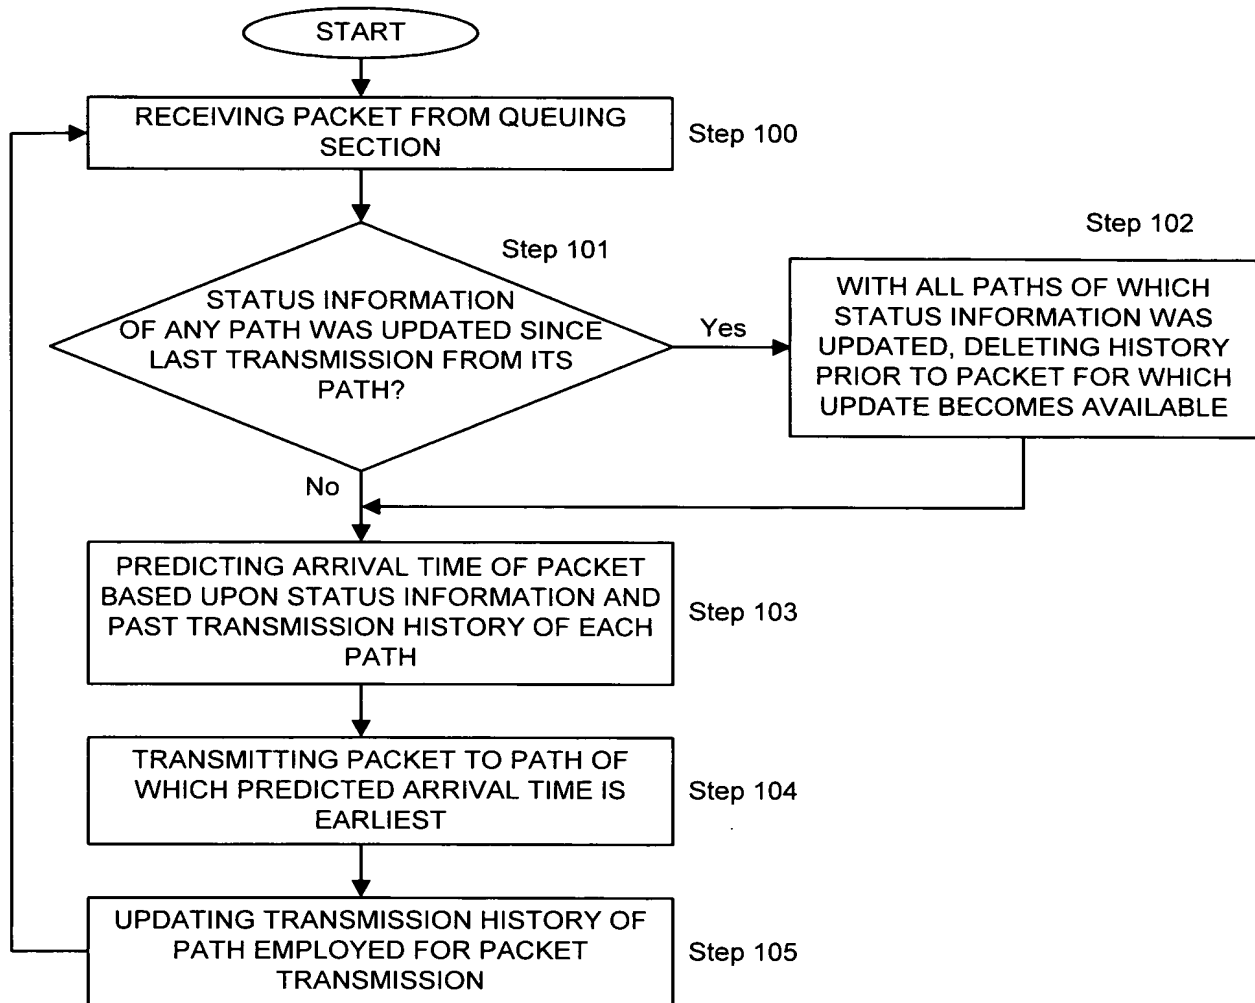 START
RECEIVING PACKET FROM QUEUING
SECTION
Step 100
Step 101
STATUS INFORMATION
OF ANY PATH WAS UPDATED SINCE
LAST TRANSMISSION FROM ITS
PATH?
Yes
Step 102
WITH ALL PATHS OF WHICH
STATUS INFORMATION WAS
UPDATED, DELETING HISTORY
PRIOR TO PACKET FOR WHICH
UPDATE BECOMES AVAILABLE
No
PREDICTING ARRIVAL TIME OF PACKET
BASED UPON STATUS INFORMATION AND
PAST TRANSMISSION HISTORY OF EACH
PATH
Step 103
TRANSMITTING PACKET TO PATH OF
WHICH PREDICTED ARRIVAL TIME IS
EARLIEST
Step 104
UPDATING TRANSMISSION HISTORY OF
PATH EMPLOYED FOR PACKET
TRANSMISSION
Step 105